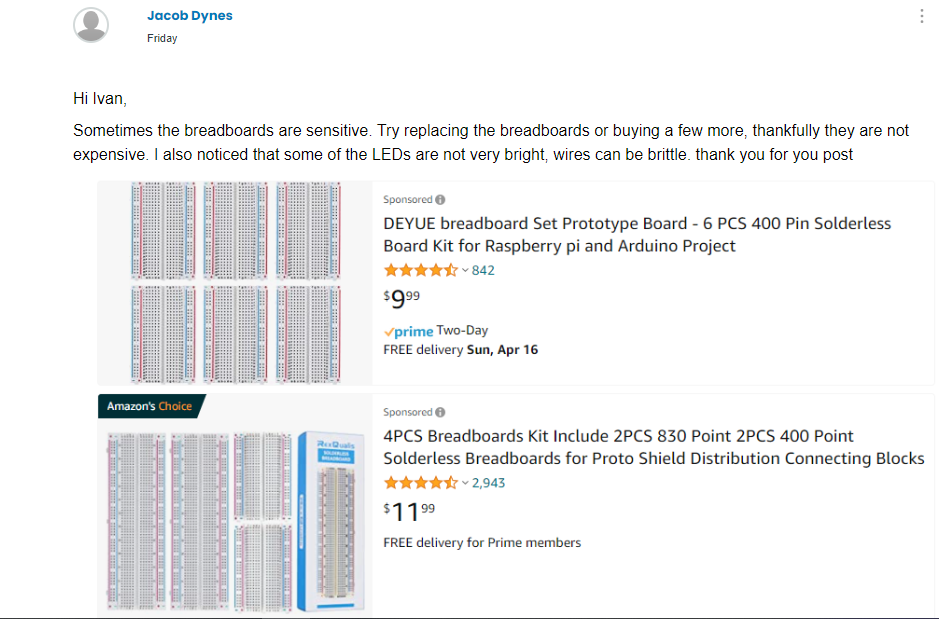 Jacob Dynes
Friday
Hi Ivan,
Sometimes the breadboards are sensitive. Try replacing the breadboards or buying a few more, thankfully they are not
expensive. I also noticed that some of the LEDs are not very bright, wires can be brittle. thank you for you post
Sponsored
DEYUE breadboard Set Prototype Board - 6 PCS 400 Pin Solderless
Board Kit for Raspberry pi and Arduino Project
842
$999
prime Two-Day
FREE delivery Sun, Apr 16
Amazon's Choice
Sponsored
4PCS Breadboards Kit Include 2PCS 830 Point 2PCS 400 Point
Solderless Breadboards for Proto Shield Distribution Connecting Blocks
2,943
$1199
FREE delivery for Prime members
RexQualis
SOLDERLESS
BREADBOARD